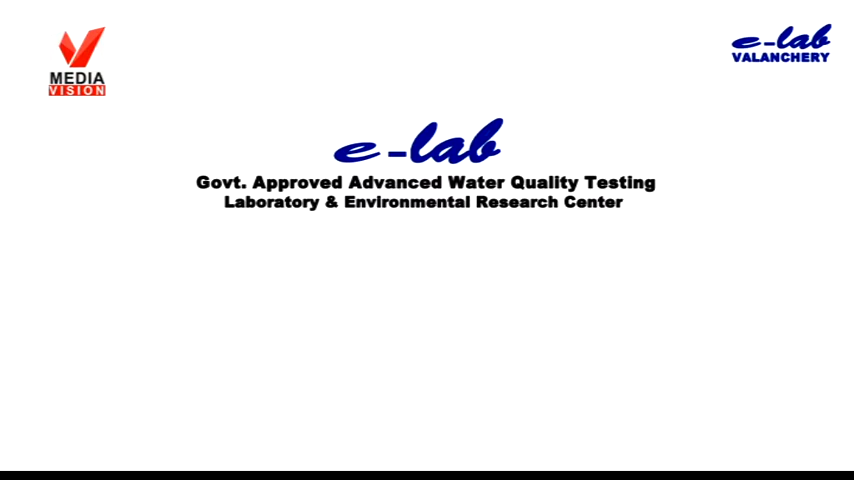 MEDIA
VISION
e-lab
VALANCHERY
e-lab
Govt. Approved Advanced Water Quality Testing
Laboratory & Environmental Research Center